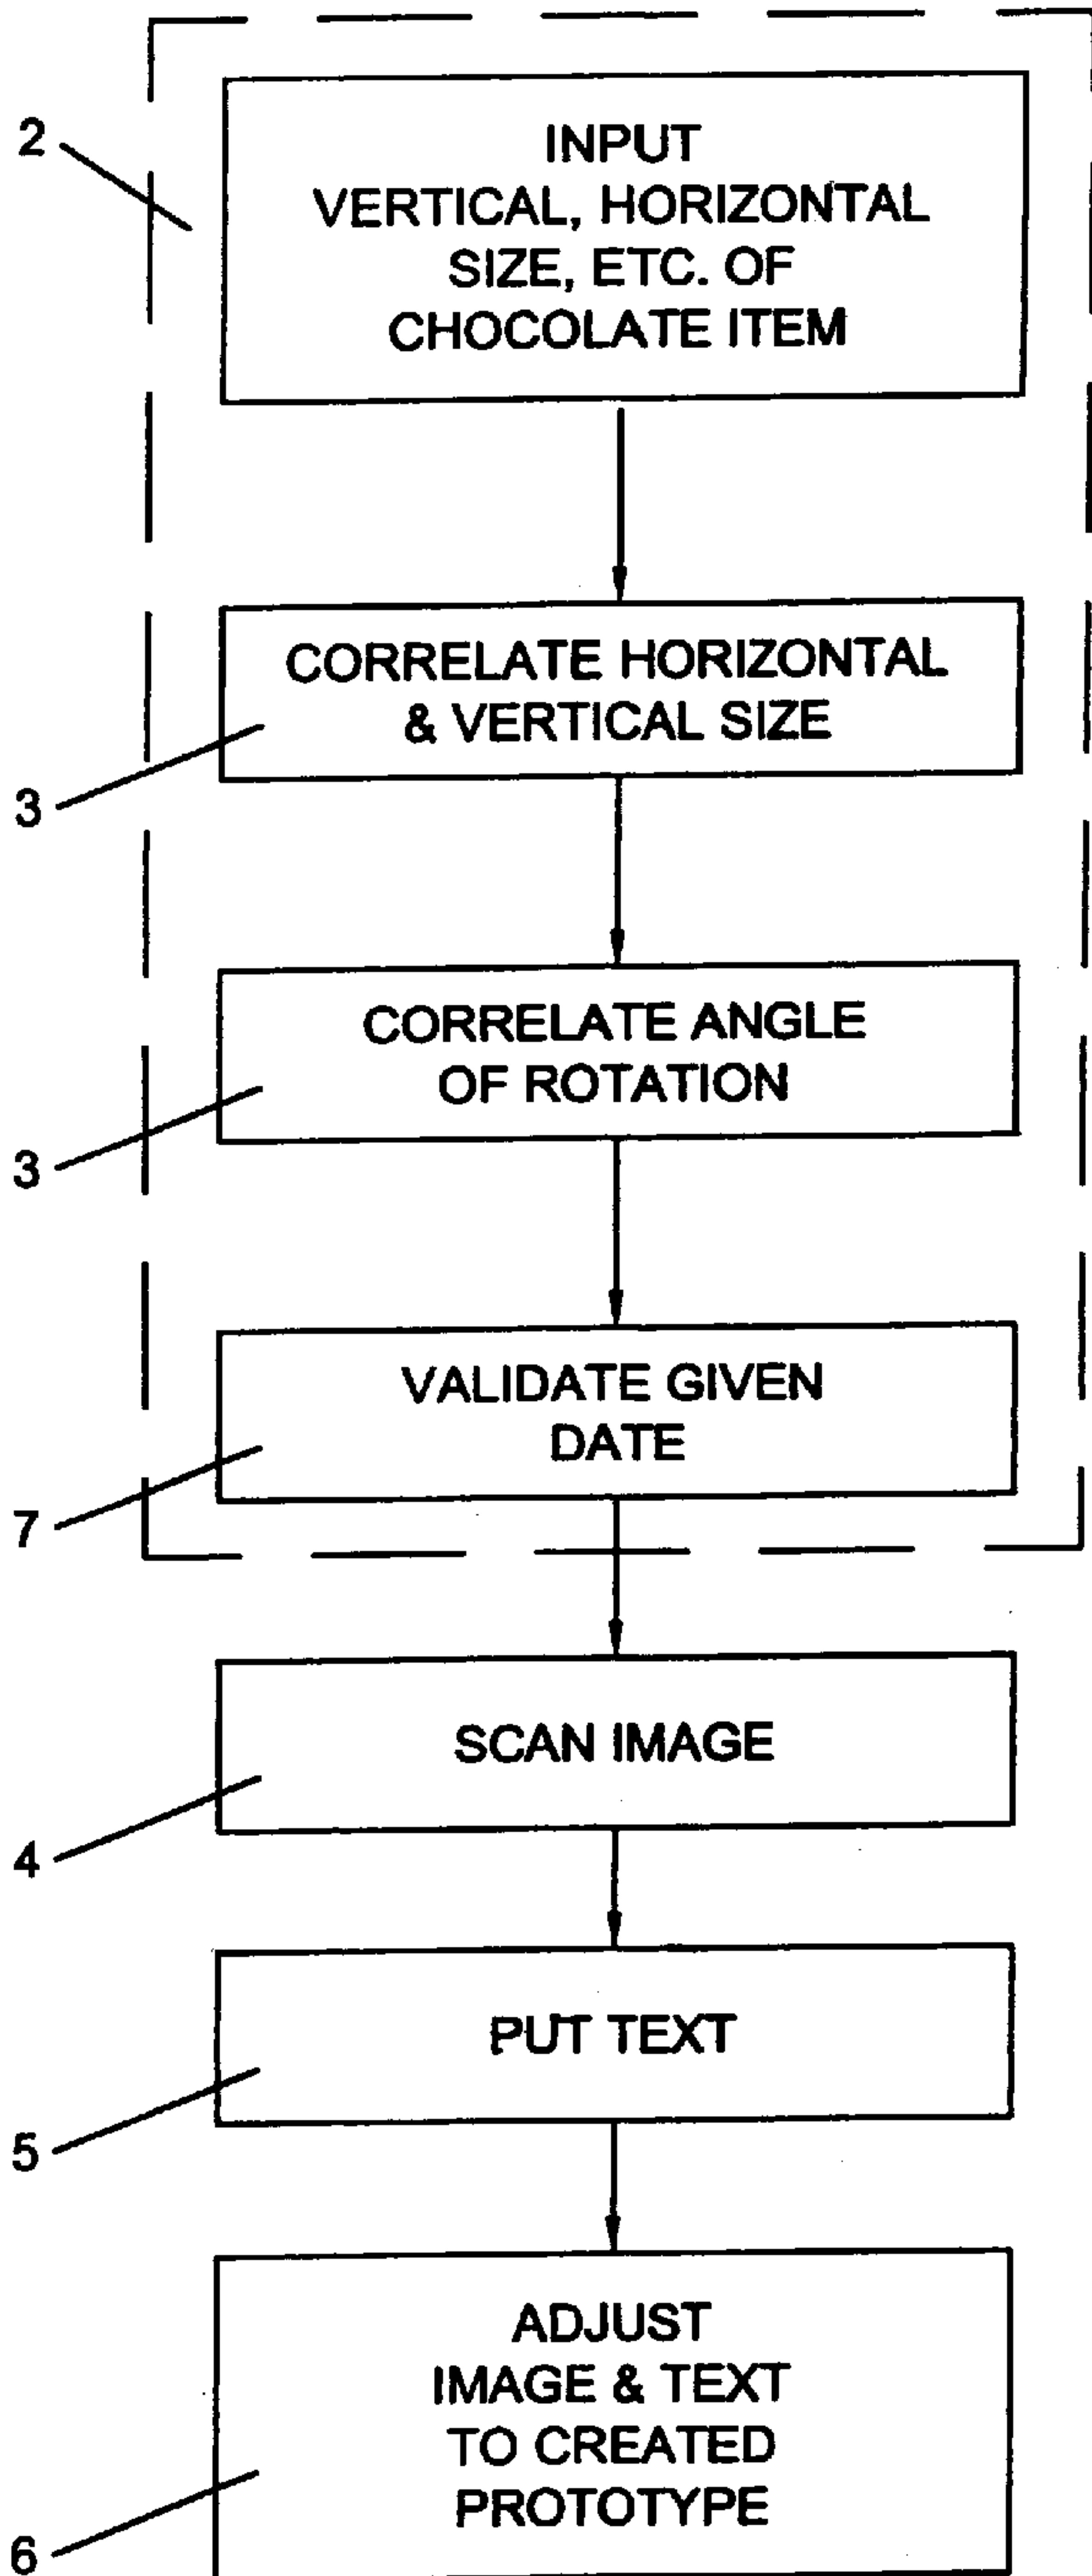 2
INPUT
VERTICAL, HORIZONTAL
SIZE, ETC. OF
CHOCOLATE ITEM
CORRELATE HORIZONTAL
& VERTICAL SIZE
3
CORRELATE ANGLE
OF ROTATION
3
VALIDATE GIVEN
DATE
7
SCAN IMAGE
4
PUT TEXT
5
ADJUST
IMAGE & TEXT
TO CREATED
PROTOTYPE
6